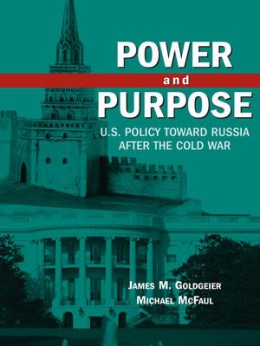 POWER
and
PURPOSE
U.S. POLICY TOWARD RUSSIA
AFTER THE COLD WAR
JAMES M. GOLDGEIER
MICHAEL MCFAUL